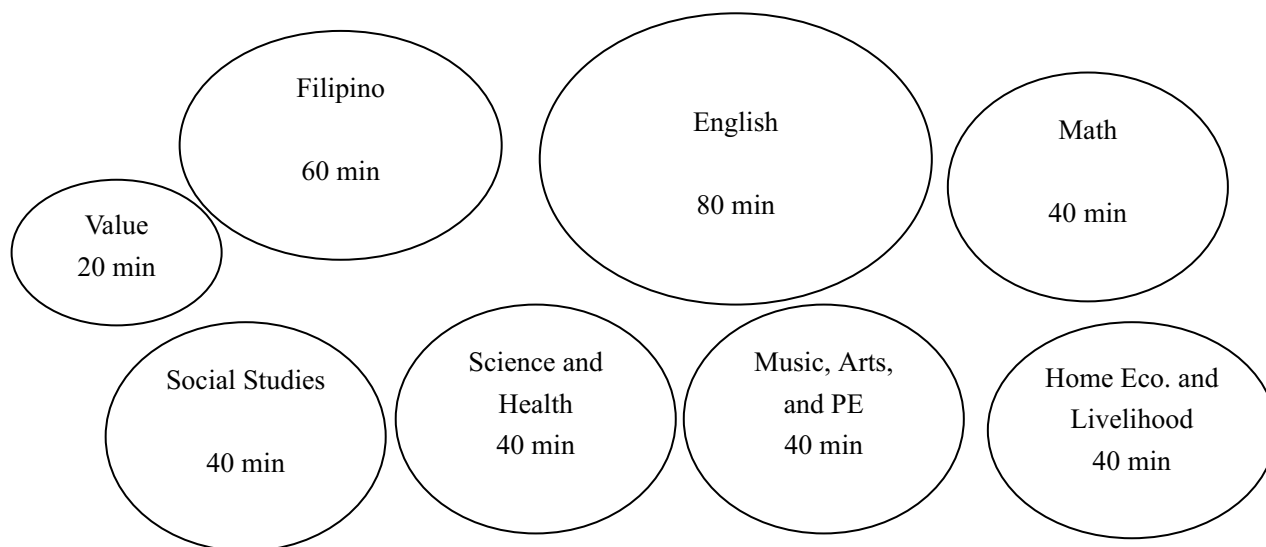 Filipino
60 min
English
80 min
Math
40 min
Value
20 min
Social Studies
40 min
Science and
Health
40 min
Music, Arts,
and PE
40 min
Home Eco. and
Livelihood
40 min